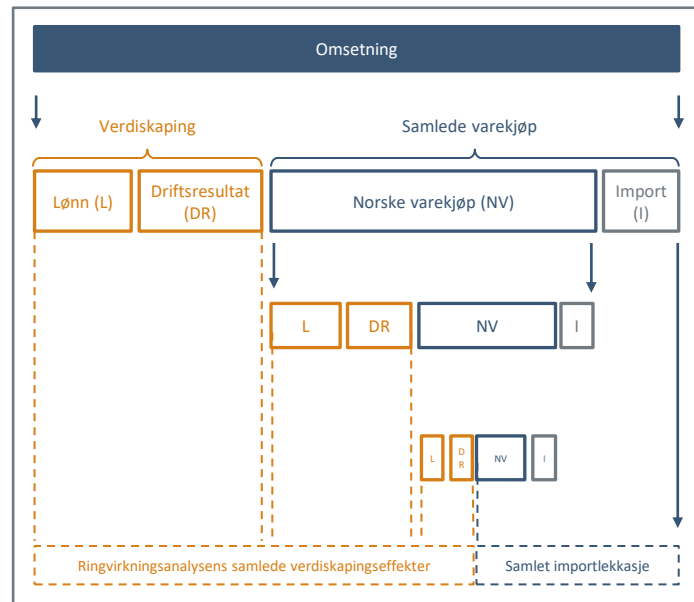 Omsetning
Verdiskaping
Samlede varekjøp
Lønn (L)
Driftsresultat
(DR)
Norske varekjøp (NV)
Import
(I)
L
DR
NV
I
L
D
R
NV
I
Ringvirkningsanalysens samlede verdiskapingseffekter
Samlet importlekkasje